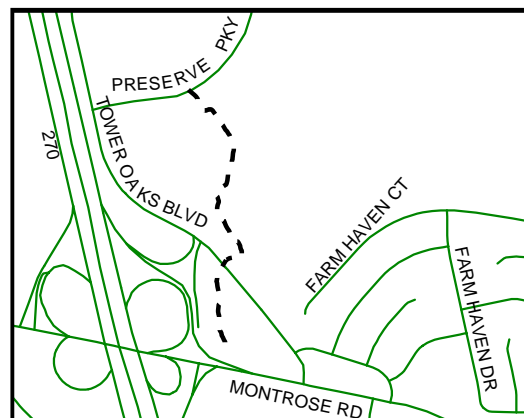 PRESERVE PKY
270
TOWER OAKS BLVD
FARM HAVEN CT
FARM HAVEN DR
MONTROSE RD